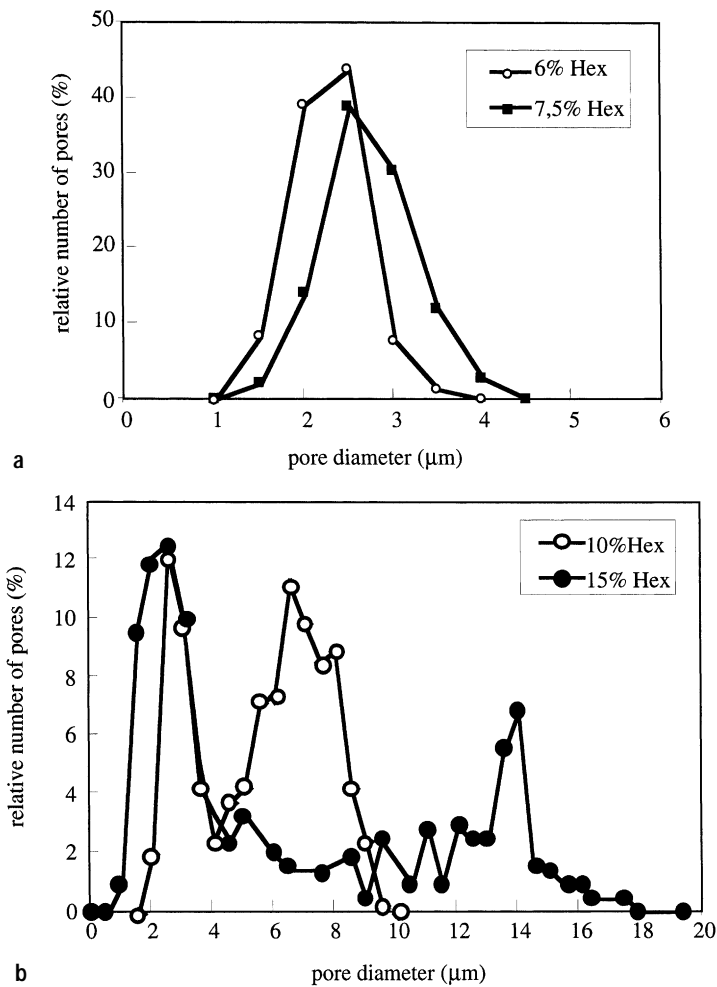 50
40
30
20
10
0
relative number of pores (%)
6% Hex
7,5% Hex
0 1 2 3 4 5 6
pore diameter (µm)
a
14
12
10
8
6
4
2
0
relative number of pores (%)
10%Hex
15% Hex
0 2 4 6 8 10 12 14 16 18 20
pore diameter (µm)
b